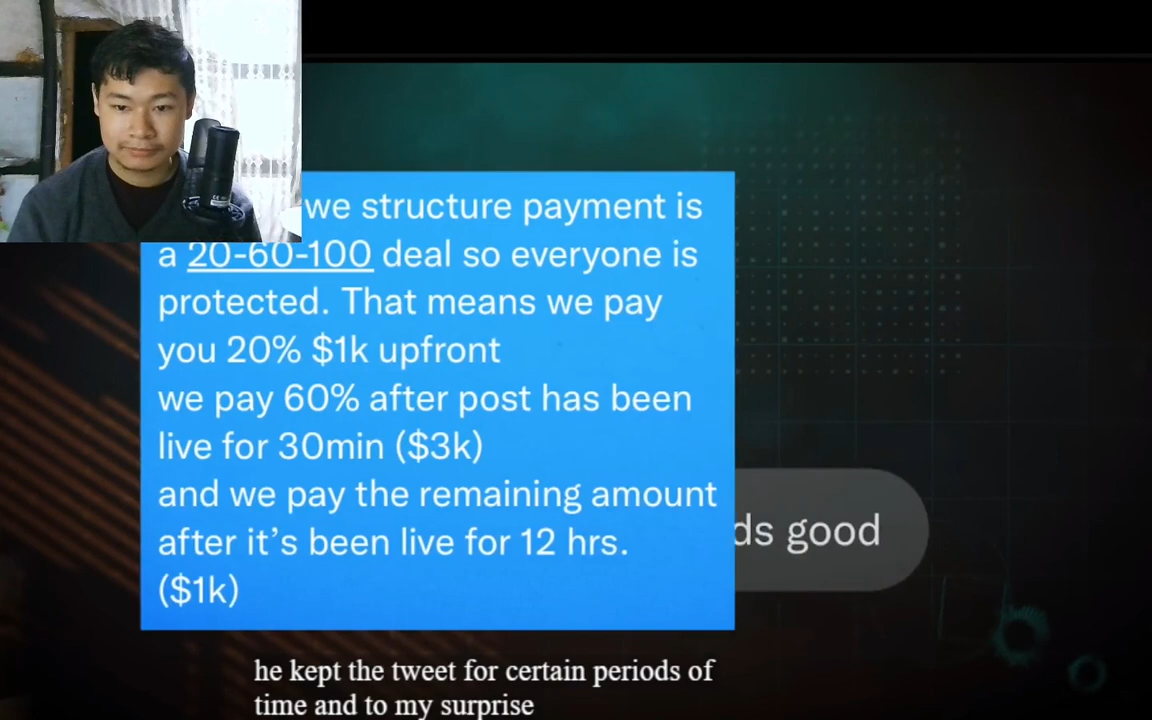 we structure payment is
a 20-60-100 deal so everyone is
protected. That means we pay
you 20% $1k upfront
we pay 60% after post has been
live for 30min ($3k)
and we pay the remaining amount
after it's been live for 12 hrs.
($1k)
ds good
he kept the tweet for certain periods of
time and to my surprise